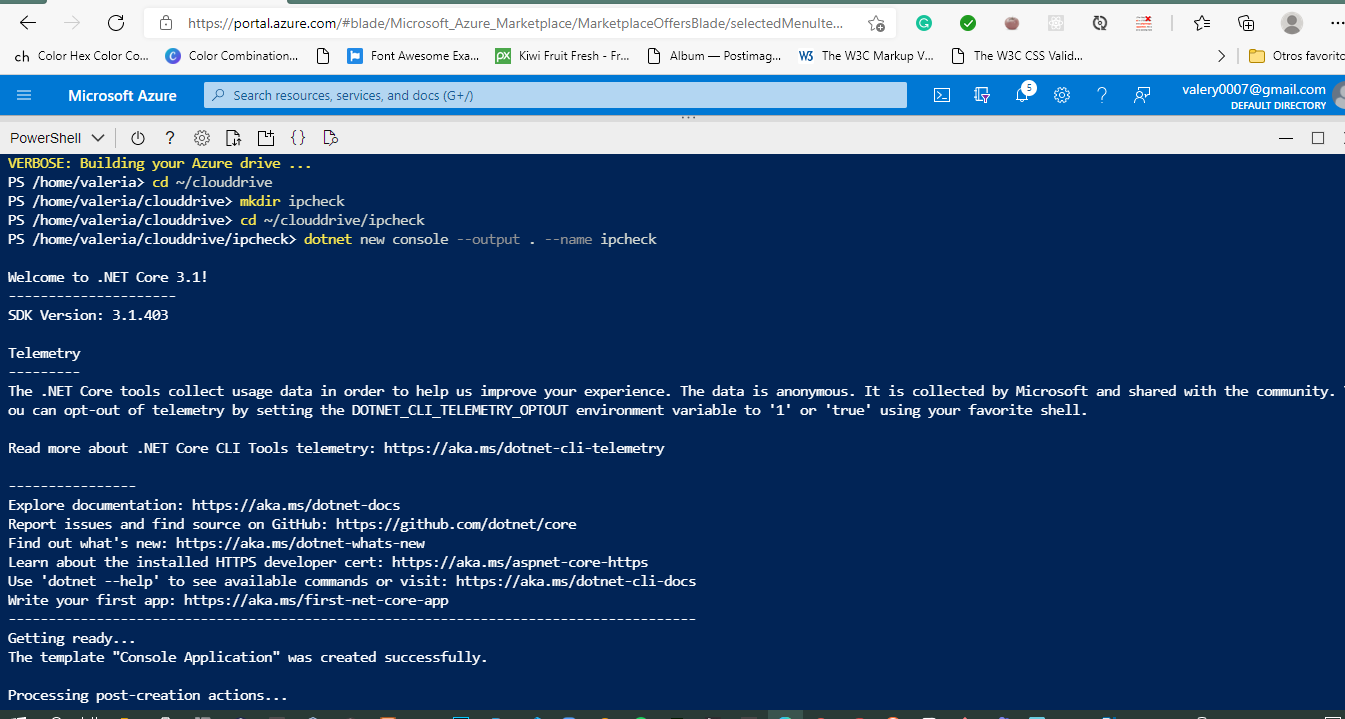 https://portal.azure.com/#blade/Microsoft_Azure_Marketplace/MarketplaceOffersBlade/selectedMenuIte...
ch Color Hex Color Co... Color Combination... Font Awesome Exa... Kiwi Fruit Fresh - Fr... Album — Postimag... The W3C Markup V... The W3C CSS Valid... Otros favorito
Microsoft Azure Search resources, services, and docs (G+/) 5 valery0007@gmail.com
DEFAULT DIRECTORY
PowerShell
VERBOSE: Building your Azure drive ...
PS /home/valeria> cd ~/clouddrive
PS /home/valeria/clouddrive> mkdir ipcheck
PS /home/valeria/clouddrive> cd ~/clouddrive/ipcheck
PS /home/valeria/clouddrive/ipcheck> dotnet new console --output . --name ipcheck
Welcome to .NET Core 3.1!
---------------------
SDK Version: 3.1.403
Telemetry
---------
The .NET Core tools collect usage data in order to help us improve your experience. The data is anonymous. It is collected by Microsoft and shared with the community. Y
ou can opt-out of telemetry by setting the DOTNET_CLI_TELEMETRY_OPTOUT environment variable to '1' or 'true' using your favorite shell.
Read more about .NET Core CLI Tools telemetry: https://aka.ms/dotnet-cli-telemetry
----------------
Explore documentation: https://aka.ms/dotnet-docs
Report issues and find source on GitHub: https://github.com/dotnet/core
Find out what's new: https://aka.ms/dotnet-whats-new
Learn about the installed HTTPS developer cert: https://aka.ms/aspnet-core-https
Use 'dotnet --help' to see available commands or visit: https://aka.ms/dotnet-cli-docs
Write your first app: https://aka.ms/first-net-core-app
--------------------------------------------------------------------------------------
Getting ready...
The template "Console Application" was created successfully.
Processing post-creation actions...